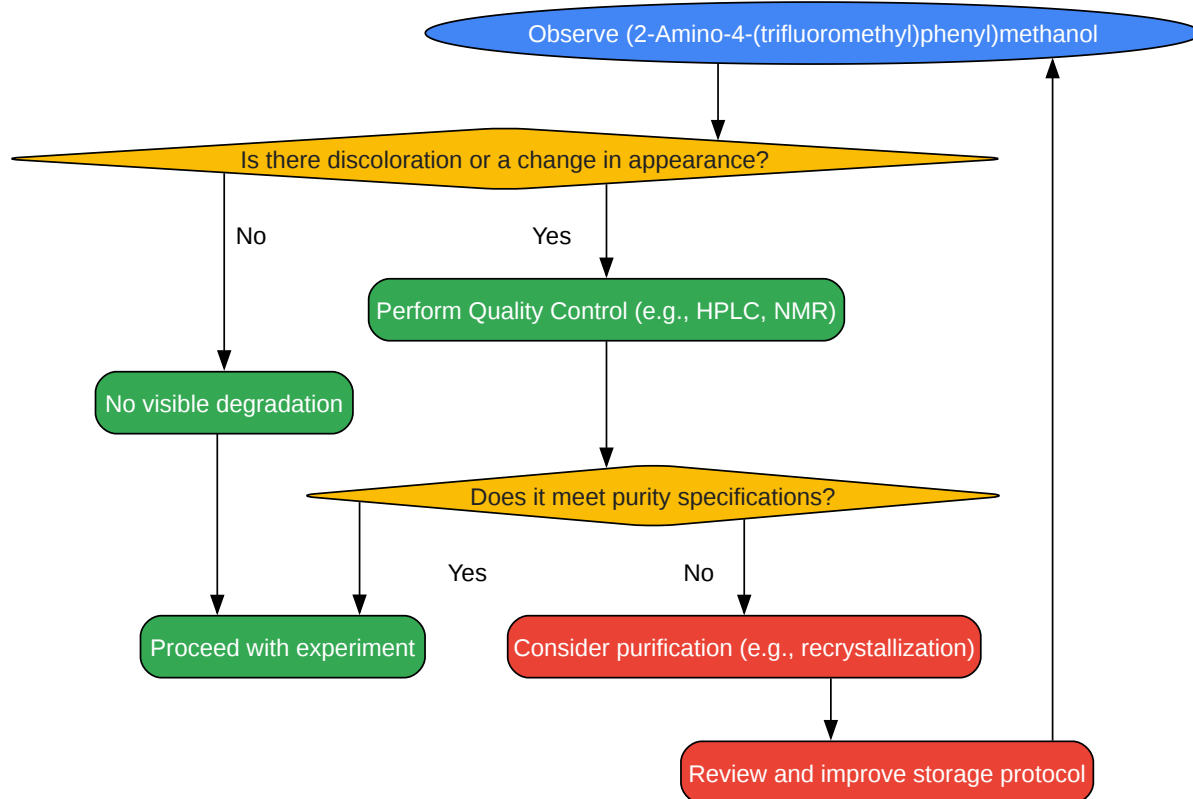 Observe (2-Amino-4-(trifluoromethyl)phenyl)methanol
Is there discoloration or a change in appearance?
No
Yes
Perform Quality Control (e.g., HPLC, NMR)
No visible degradation
Does it meet purity specifications?
Yes
No
Proceed with experiment
Consider purification (e.g., recrystallization)
Review and improve storage protocol